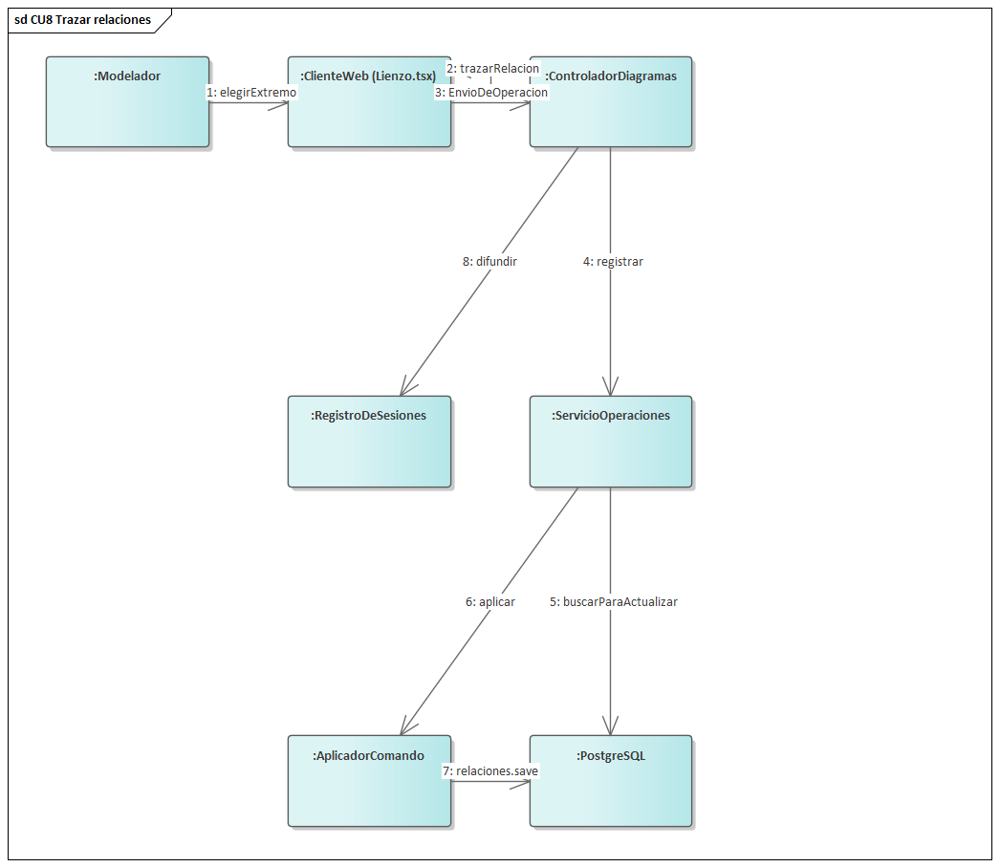 sd CU8 Trazar relaciones
:Modelador
:ClienteWeb (Lienzo.tsx)
2: trazarRelacion
:ControladorDiagramas
1: elegirExtremo
3: EnvioDeOperacion
8: difundir
4: registrar
:RegistroDeSesiones
:ServicioOperaciones
6: aplicar
5: buscarParaActualizar
:AplicadorComando
:PostgreSQL
7: relaciones.save